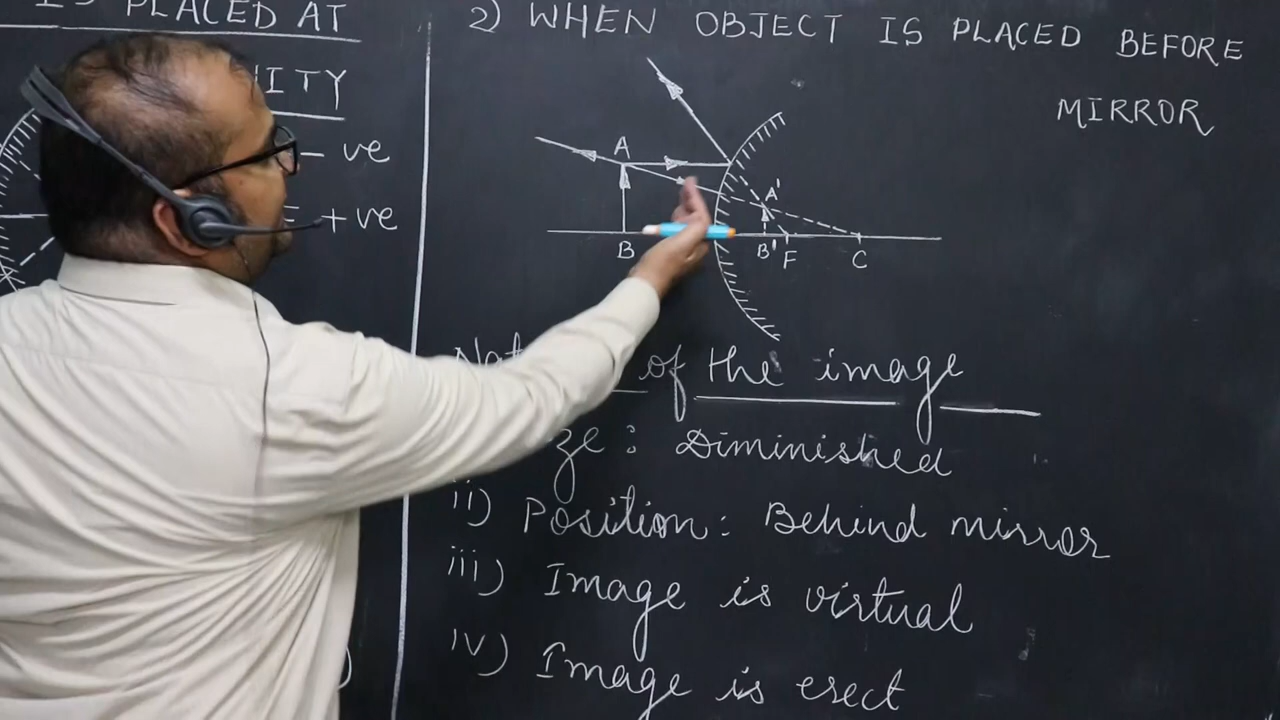 IS PLACED AT
ITY
– ve
+ve
2) WHEN OBJECT IS PLACED BEFORE
MIRROR
A
A'
B
B'
F
C
of the image
ze: Diminished
ii) Position: Behind mirror
iii) Image is virtual
iv) Image is erect